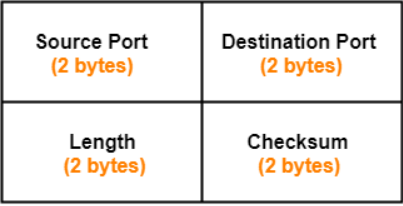 Source Port
(2 bytes)
Destination Port
(2 bytes)
Length
(2 bytes)
Checksum
(2 bytes)